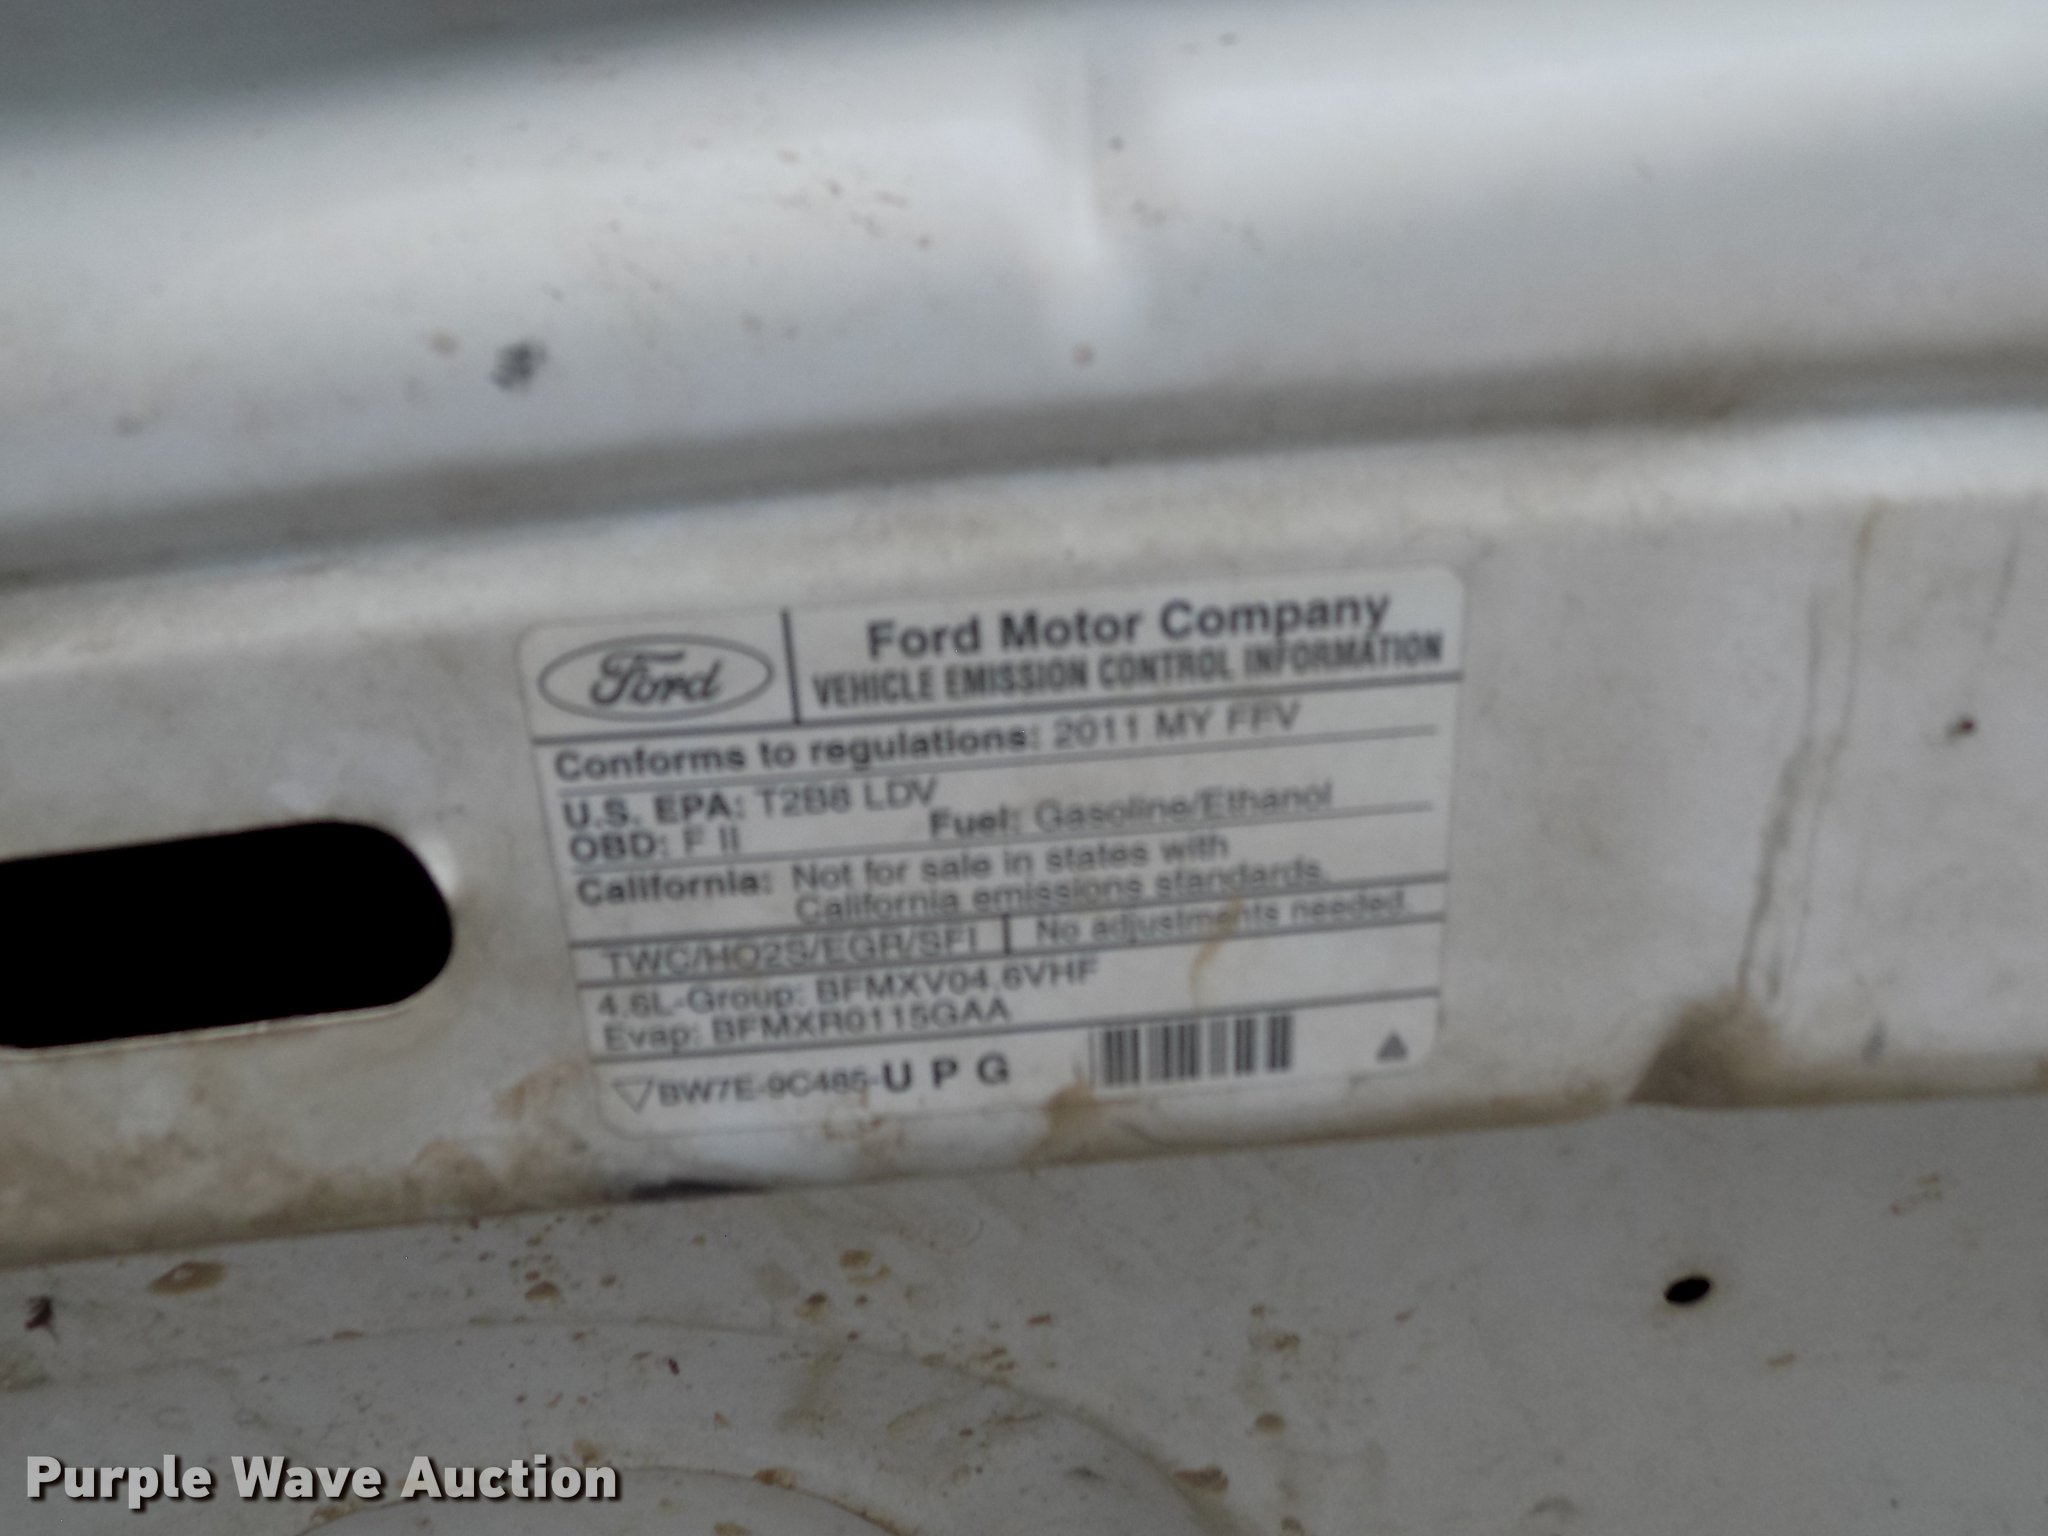 Ford
Ford Motor Company
VEHICLE EMISSION CONTROL INFORMATION
Conforms to regulations: 2011 MY FFV
U.S. EPA: T2B8 LDV
OBD: F II Fuel: Gasoline/Ethanol
California: Not for sale in states with
California emissions standards.
TWC/HO2S/EGR/SFI No adjustments needed.
4.6L-Group: BFMXV04.6VHF
Evap: BFMXR0115GAA
BW7E-9C485-U P G
Purple Wave Auction